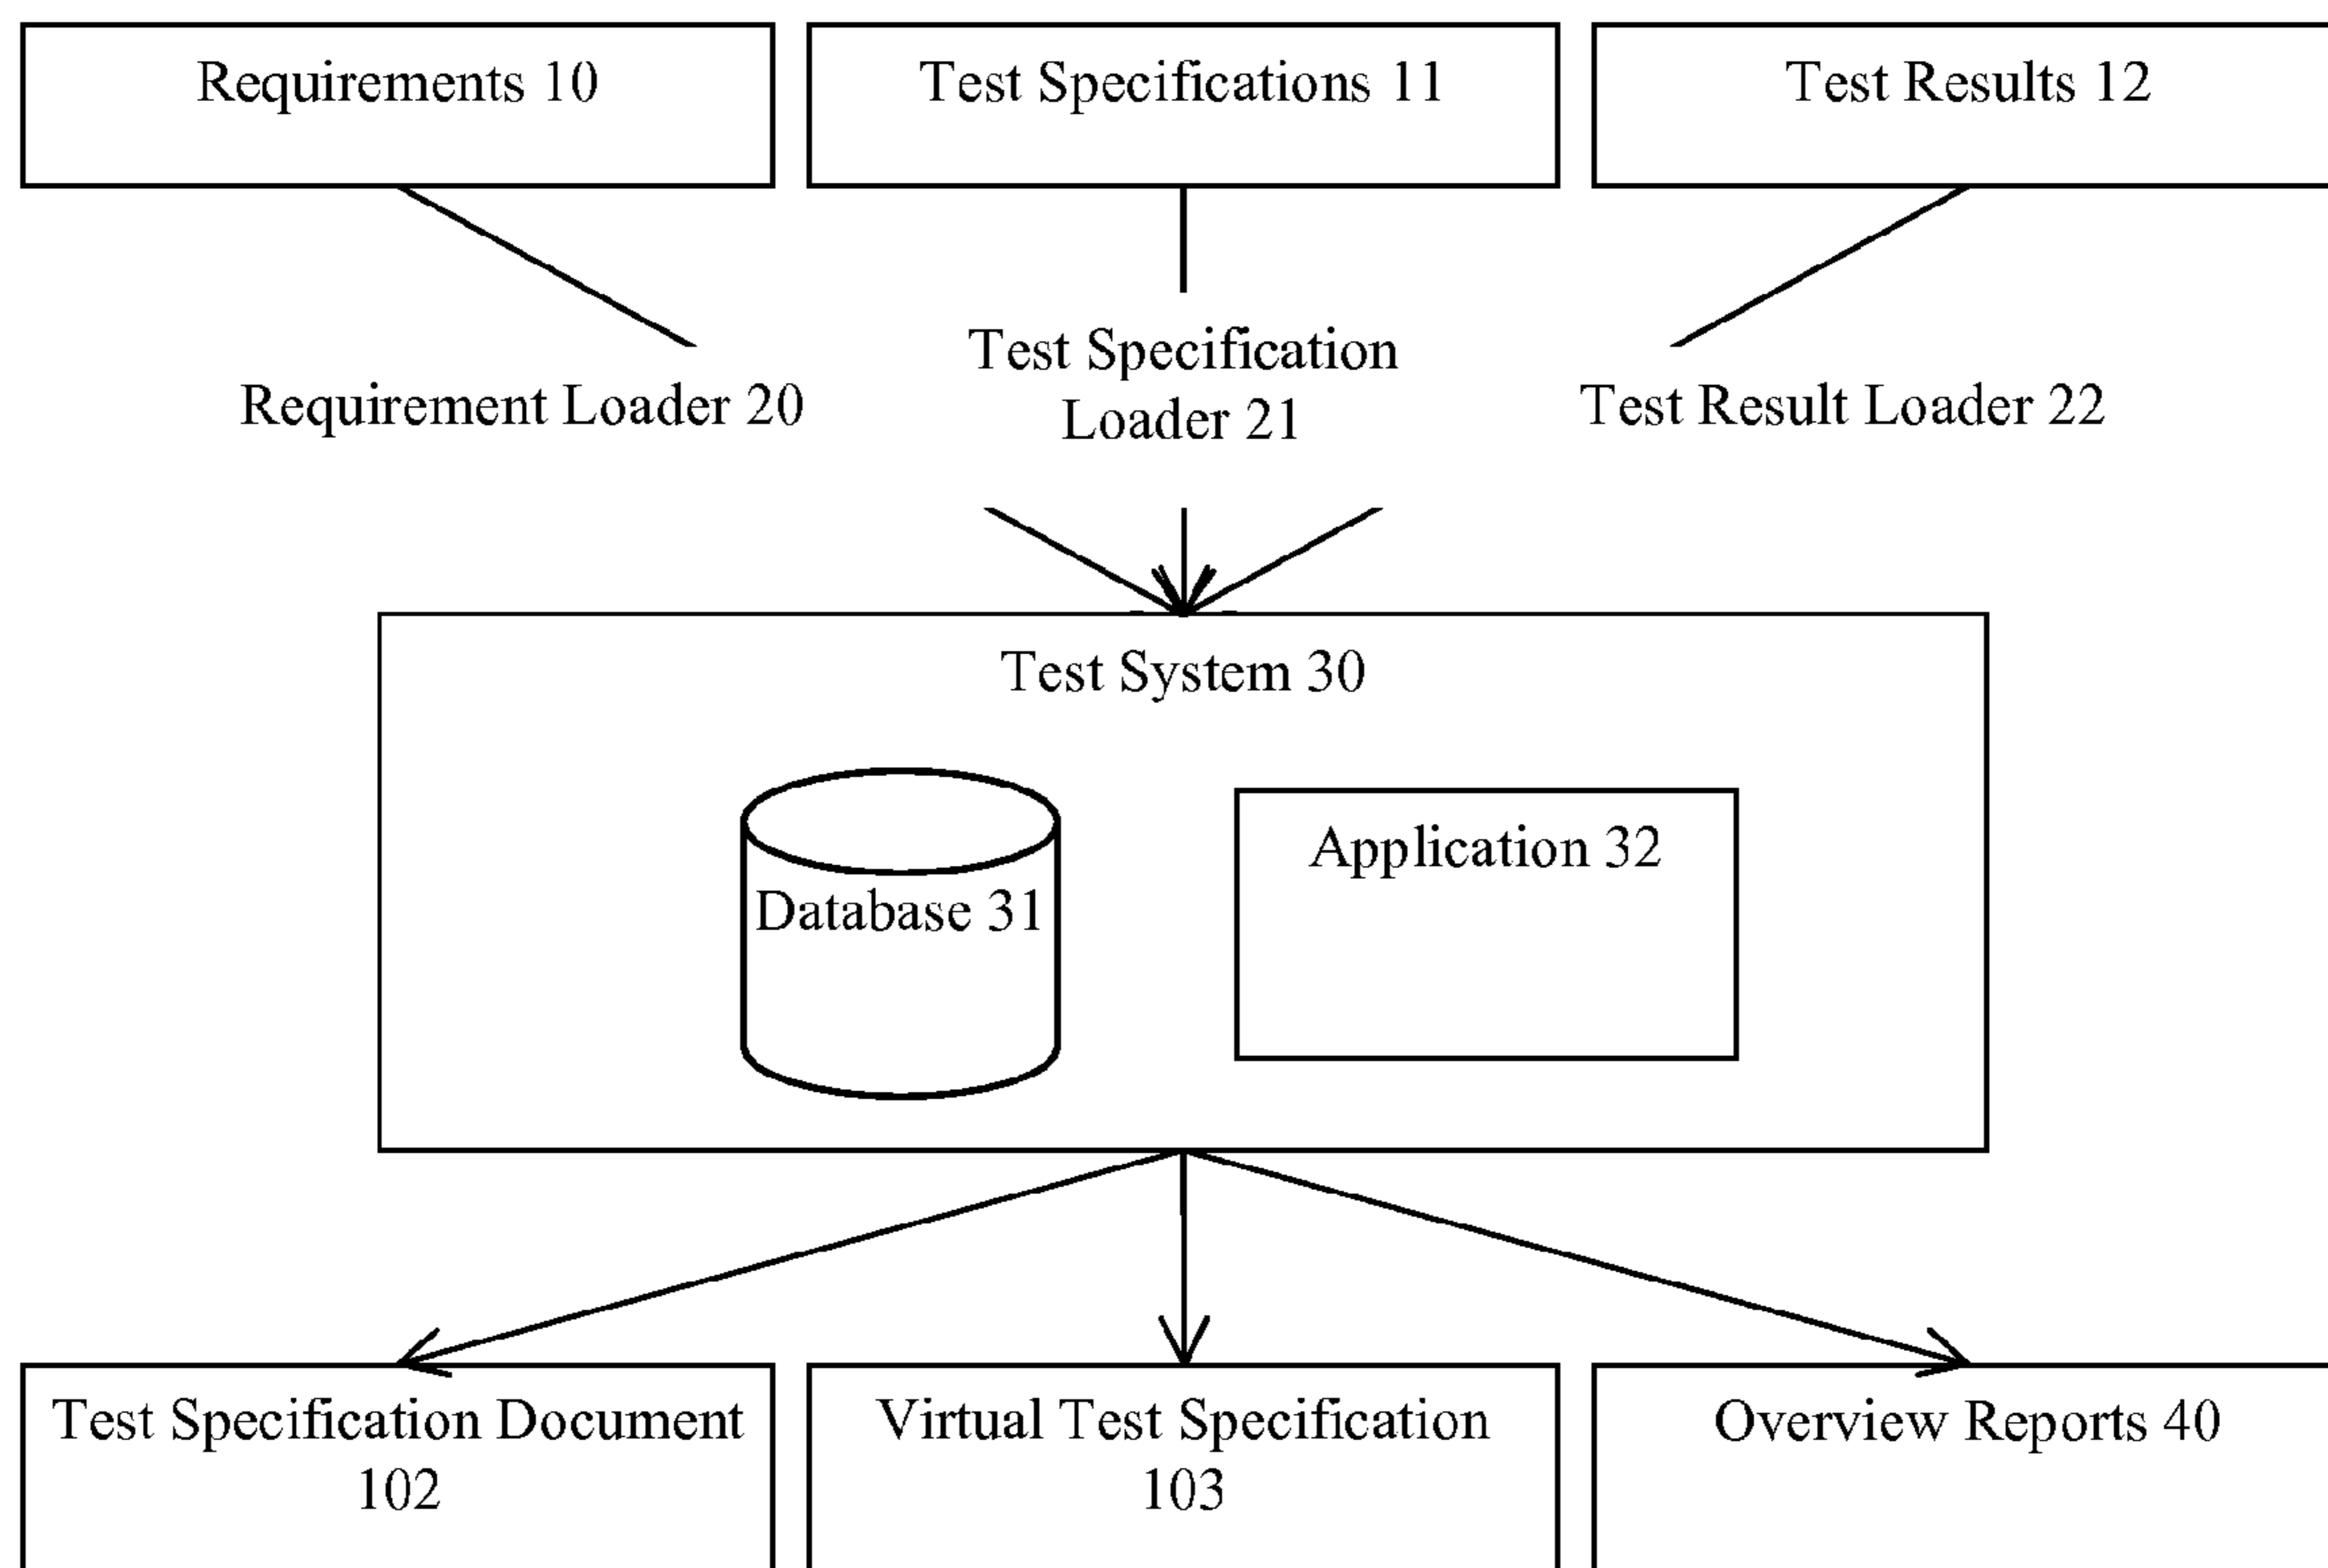 Requirements 10
Test Specifications 11
Test Results 12
Requirement Loader 20
Test Specification
Loader 21
Test Result Loader 22
Test System 30
Database 31
Application 32
Test Specification Document
102
Virtual Test Specification
103
Overview Reports 40